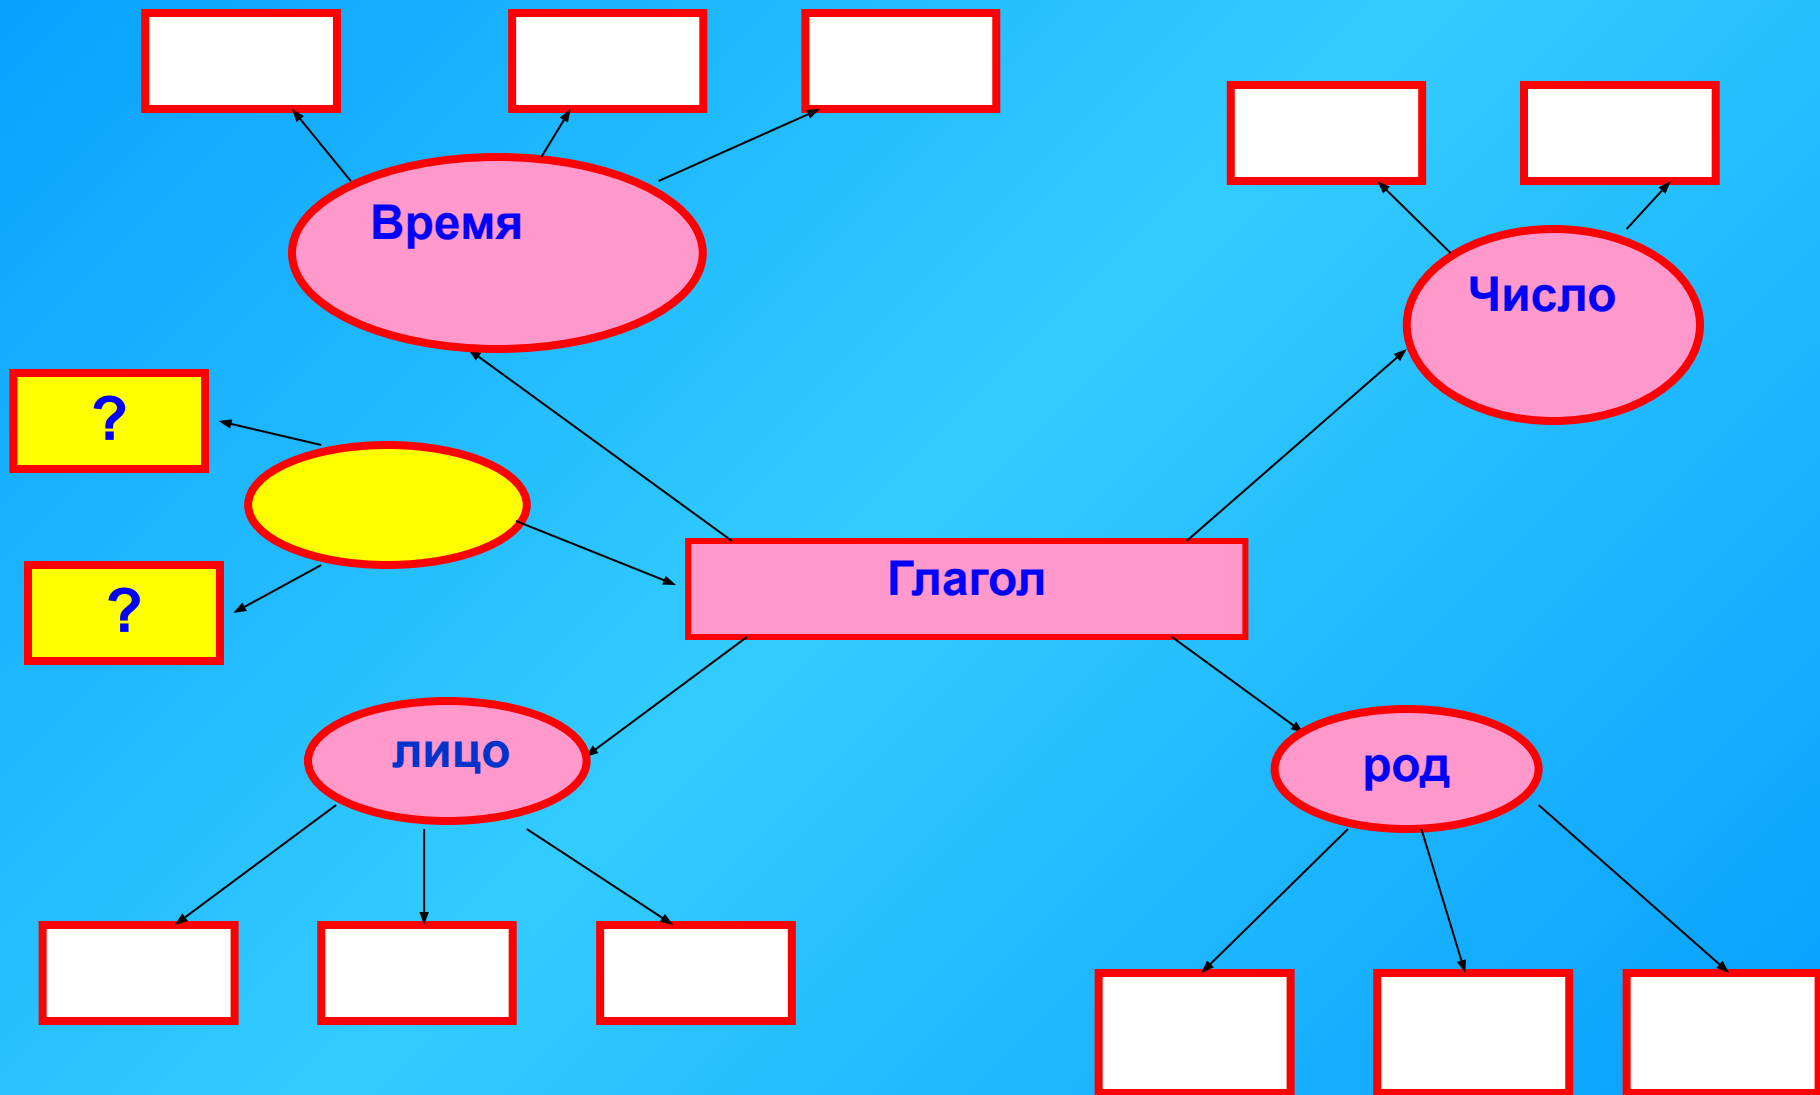 Время
Число
?
?
Глагол
лицо
род